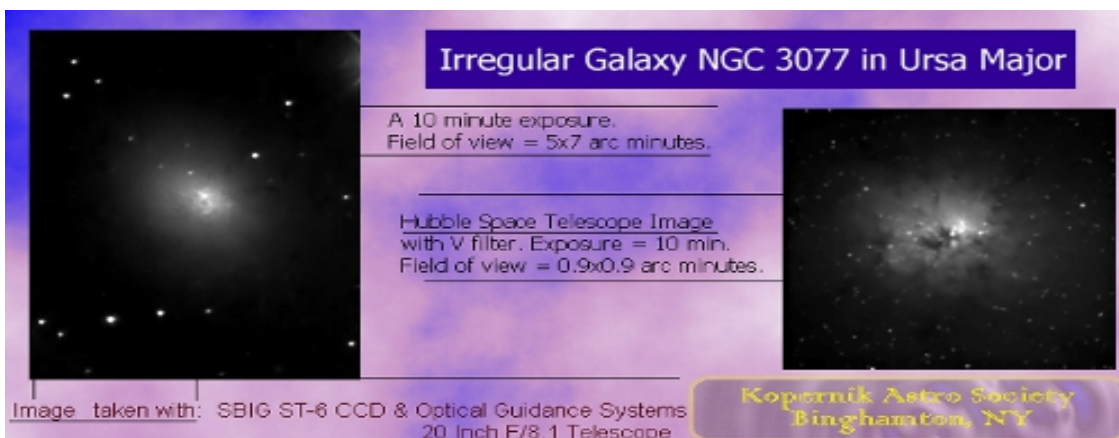 Irregular Galaxy NGC 3077 in Ursa Major
A 10 minute exposure.
Field of view = 5x7 arc minutes.
Hubble Space Telescope Image
with V filter. Exposure = 10 min.
Field of view = 0.9x0.9 arc minutes.
Image taken with: SBIG ST-6 CCD & Optical Guidance Systems
20 Inch F/8.1 Telescope
Kopernik Astro Society
Binghamton, NY